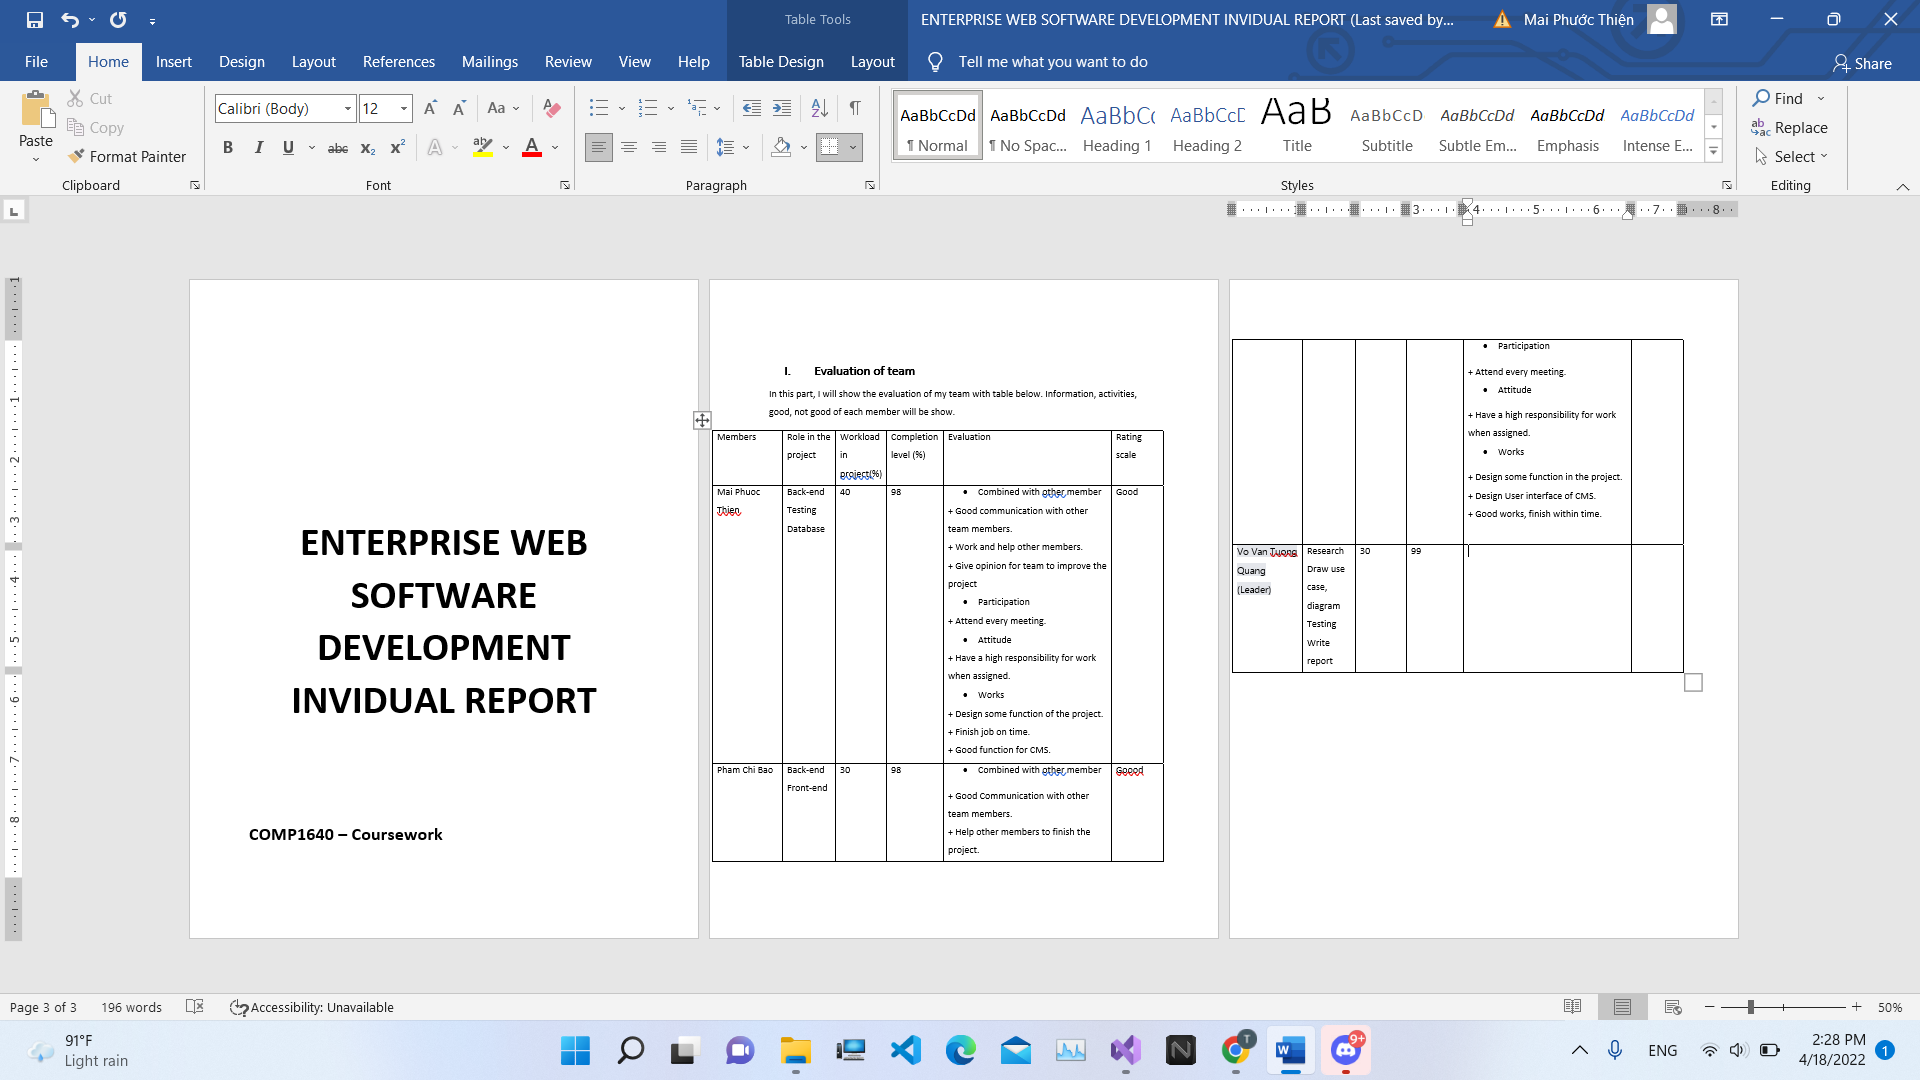 Table Tools
ENTERPRISE WEB SOFTWARE DEVELOPMENT INVIDUAL REPORT (Last saved by...
Mai Phước Thiện
File Home Insert Design Layout References Mailings Review View Help Table Design Layout Tell me what you want to do
Share
Paste
Cut
Copy
Format Painter
Clipboard
Calibri (Body) 12
Font
Paragraph
AaBbCcDd
¶ Normal
AaBbCcDd
¶ No Spac...
AaBbCc
Heading 1
AaBbCcD
Heading 2
AaB
Title
AaBbCcD
Subtitle
AaBbCcDd
Subtle Em...
AaBbCcDd
Emphasis
AaBbCcDd
Intense E...
Styles
Find
Replace
Select
Editing
ENTERPRISE WEB
SOFTWARE
DEVELOPMENT
INVIDUAL REPORT
COMP1640 – Coursework
I. Evaluation of team
In this part, I will show the evaluation of my team with table below. Information, activities,
good, not good of each member will be show.
Members
Role in the
project
Workload
in
project(%)
Completion
level (%)
Evaluation
Rating
scale
Mai Phuoc
Thien
Back-end
Testing
Database
40
98
• Combined with other member
+ Good communication with other
team members.
+ Work and help other members.
+ Give opinion for team to improve the
project
• Participation
+ Attend every meeting.
• Attitude
+ Have a high responsibility for work
when assigned.
• Works
+ Design some function of the project.
+ Finish job on time.
+ Good function for CMS.
Good
Pham Chi Bao
Back-end
Front-end
30
98
• Combined with other member
+ Good Communication with other
team members.
+ Help other members to finish the
project.
Goood
• Participation
+ Attend every meeting.
• Attitude
+ Have a high responsibility for work
when assigned.
• Works
+ Design some function in the project.
+ Design User interface of CMS.
+ Good works, finish within time.
Vo Van Tuong
Quang
(Leader)
Research
Draw use
case,
diagram
Testing
Write
report
30
99
Page 3 of 3 196 words Accessibility: Unavailable
50%
91°F
Light rain
9+
ENG
2:28 PM
4/18/2022
1